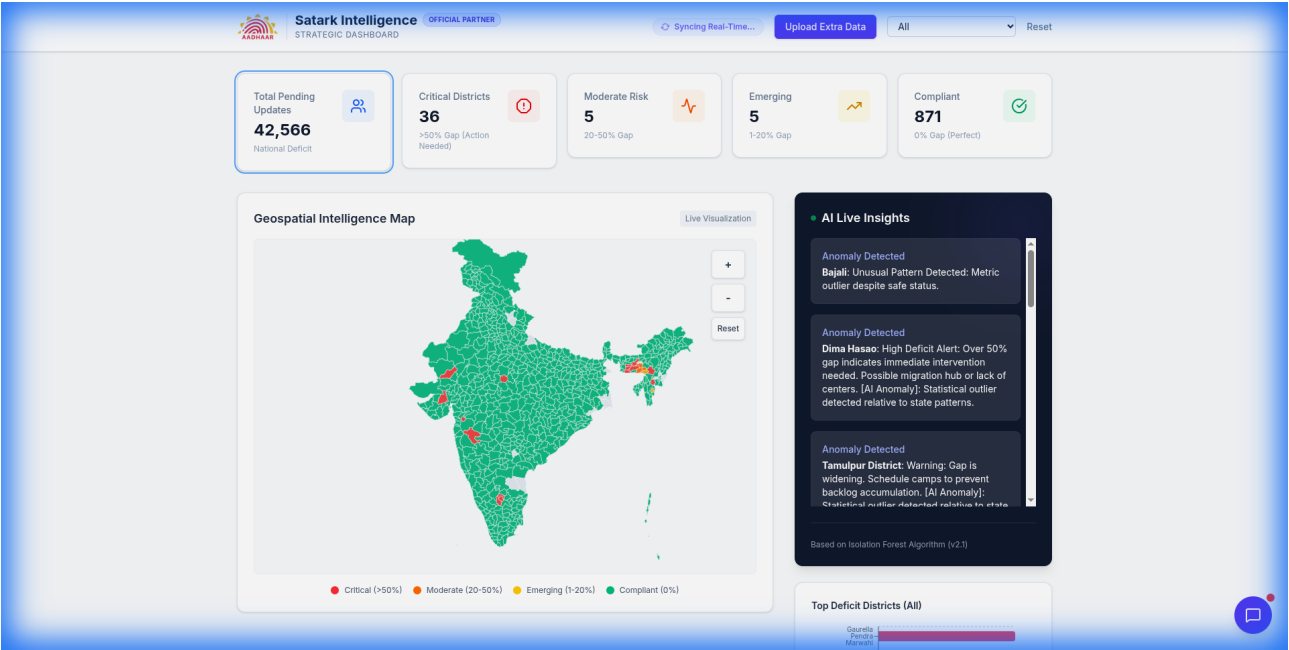 AADHAAR
Satark Intelligence
OFFICIAL PARTNER
STRATEGIC DASHBOARD
Syncing Real-Time...
Upload Extra Data
All
Reset
Total Pending
Updates
42,566
National Deficit
Critical Districts
36
>50% Gap (Action
Needed)
Moderate Risk
5
20-50% Gap
Emerging
5
1-20% Gap
Compliant
871
0% Gap (Perfect)
Geospatial Intelligence Map
Live Visualization
+
-
Reset
Critical (>50%)
Moderate (20-50%)
Emerging (1-20%)
Compliant (0%)
AI Live Insights
Anomaly Detected
Bajali: Unusual Pattern Detected: Metric
outlier despite safe status.
Anomaly Detected
Dima Hasao: High Deficit Alert: Over 50%
gap indicates immediate intervention
needed. Possible migration hub or lack of
centers. [AI Anomaly]: Statistical outlier
detected relative to state patterns.
Anomaly Detected
Tamulpur District: Warning: Gap is
widening. Schedule camps to prevent
backlog accumulation. [AI Anomaly]:
Statistical outlier detected relative to state
Based on Isolation Forest Algorithm (v2.1)
Top Deficit Districts (All)
Gaurella
Pendra
Marwahi